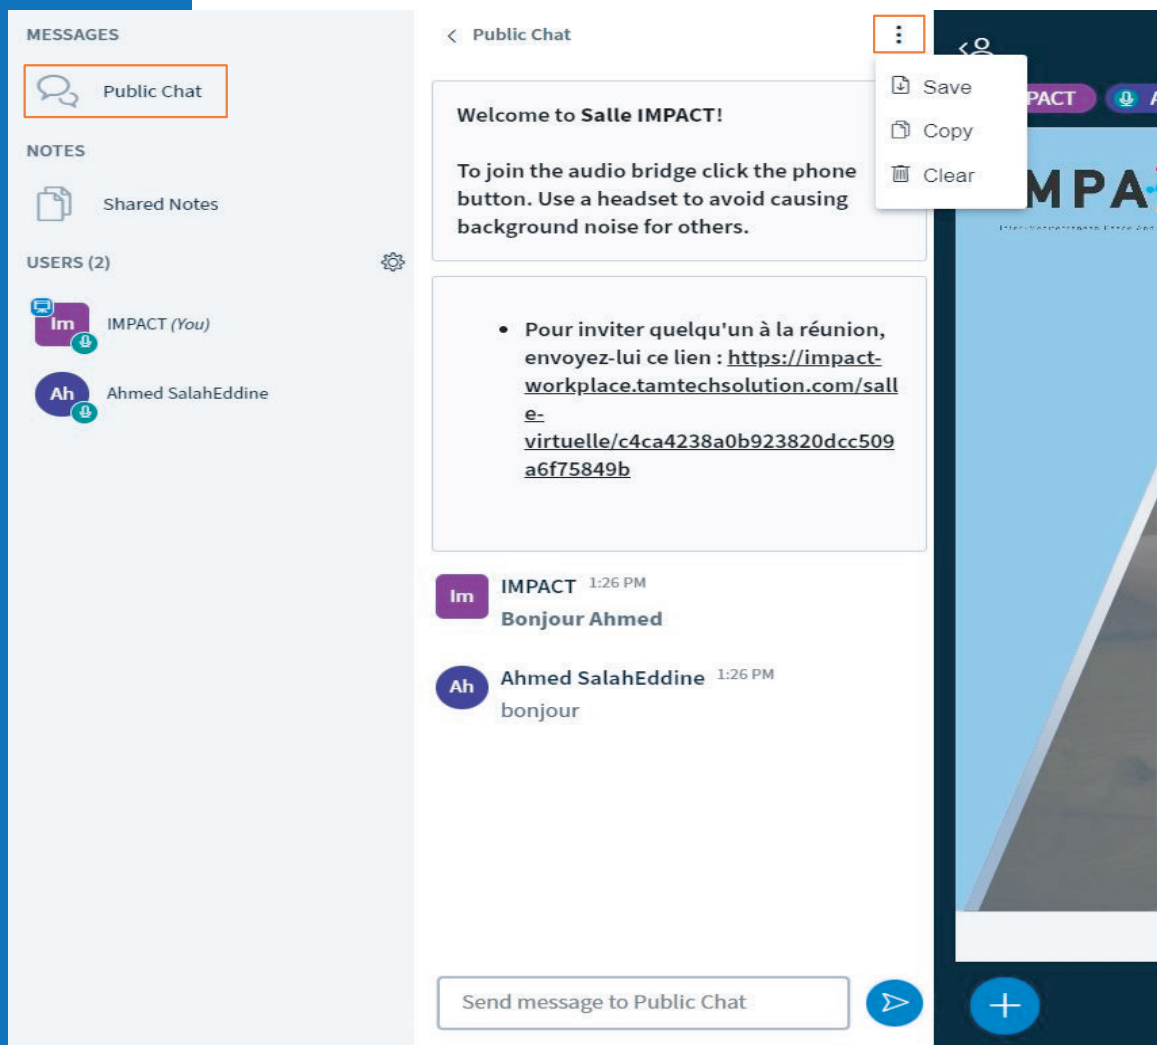 MESSAGES
Public Chat
NOTES
Shared Notes
USERS (2)
Im
IMPACT (You)
Ah
Ahmed SalahEddine
Public Chat
Welcome to Salle IMPACT!
To join the audio bridge click the phone
button. Use a headset to avoid causing
background noise for others.
• Pour inviter quelqu'un à la réunion,
envoyez-lui ce lien : https://impact-
workplace.tamtechsolution.com/sall
e-
virtuelle/c4ca4238a0b923820dcc509
a6f75849b
Im
IMPACT 1:26 PM
Bonjour Ahmed
Ah
Ahmed SalahEddine 1:26 PM
bonjour
Send message to Public Chat
Save
Copy
Clear
PACT
A
MPA